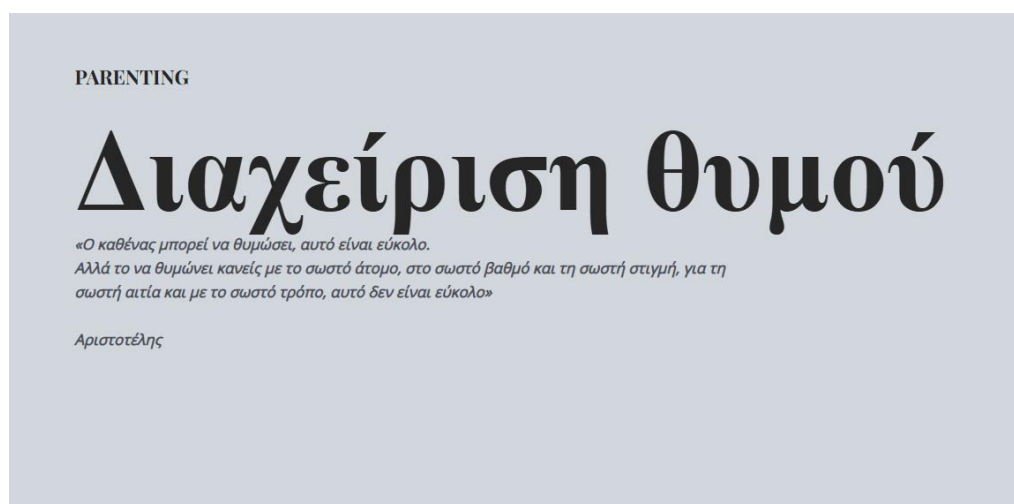 PARENTING
Διαχείριση θυμού
«Ο καθένας μπορεί να θυμώσει, αυτό είναι εύκολο.
Αλλά το να θυμώνει κανείς με το σωστό άτομο, στο σωστό βαθμό και τη σωστή στιγμή, για τη
σωστή αιτία και με το σωστό τρόπο, αυτό δεν είναι εύκολο»
Αριστοτέλης